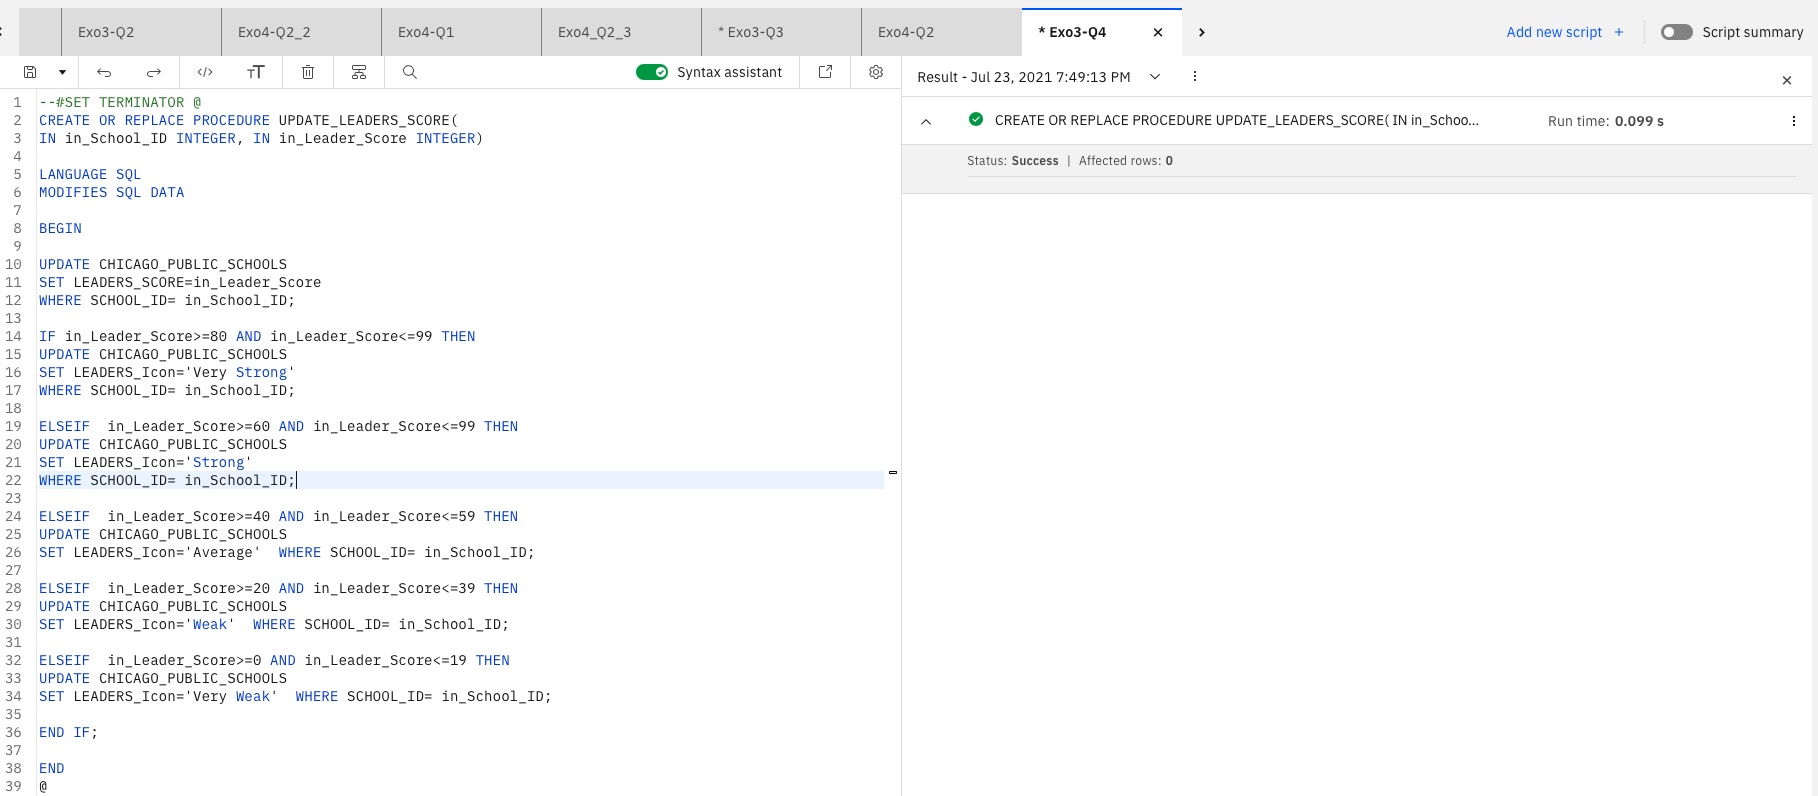 Exo3-Q2
Exo4-Q2_2
Exo4-Q1
Exo4_Q2_3
* Exo3-Q3
Exo4-Q2
* Exo3-Q4
Add new script +
Script summary
Syntax assistant
Result - Jul 23, 2021 7:49:13 PM
1 --#SET TERMINATOR @
2 CREATE OR REPLACE PROCEDURE UPDATE_LEADERS_SCORE(
3 IN in_School_ID INTEGER, IN in_Leader_Score INTEGER)
4
5 LANGUAGE SQL
6 MODIFIES SQL DATA
7
8 BEGIN
9
10 UPDATE CHICAGO_PUBLIC_SCHOOLS
11 SET LEADERS_SCORE=in_Leader_Score
12 WHERE SCHOOL_ID= in_School_ID;
13
14 IF in_Leader_Score>=80 AND in_Leader_Score<=99 THEN
15 UPDATE CHICAGO_PUBLIC_SCHOOLS
16 SET LEADERS_Icon='Very Strong'
17 WHERE SCHOOL_ID= in_School_ID;
18
19 ELSEIF  in_Leader_Score>=60 AND in_Leader_Score<=99 THEN
20 UPDATE CHICAGO_PUBLIC_SCHOOLS
21 SET LEADERS_Icon='Strong'
22 WHERE SCHOOL_ID= in_School_ID;
23
24 ELSEIF  in_Leader_Score>=40 AND in_Leader_Score<=59 THEN
25 UPDATE CHICAGO_PUBLIC_SCHOOLS
26 SET LEADERS_Icon='Average'  WHERE SCHOOL_ID= in_School_ID;
27
28 ELSEIF  in_Leader_Score>=20 AND in_Leader_Score<=39 THEN
29 UPDATE CHICAGO_PUBLIC_SCHOOLS
30 SET LEADERS_Icon='Weak'  WHERE SCHOOL_ID= in_School_ID;
31
32 ELSEIF  in_Leader_Score>=0 AND in_Leader_Score<=19 THEN
33 UPDATE CHICAGO_PUBLIC_SCHOOLS
34 SET LEADERS_Icon='Very Weak'  WHERE SCHOOL_ID= in_School_ID;
35
36 END IF;
37
38 END
39 @
CREATE OR REPLACE PROCEDURE UPDATE_LEADERS_SCORE( IN in_Schoo...
Run time: 0.099 s
Status: Success | Affected rows: 0